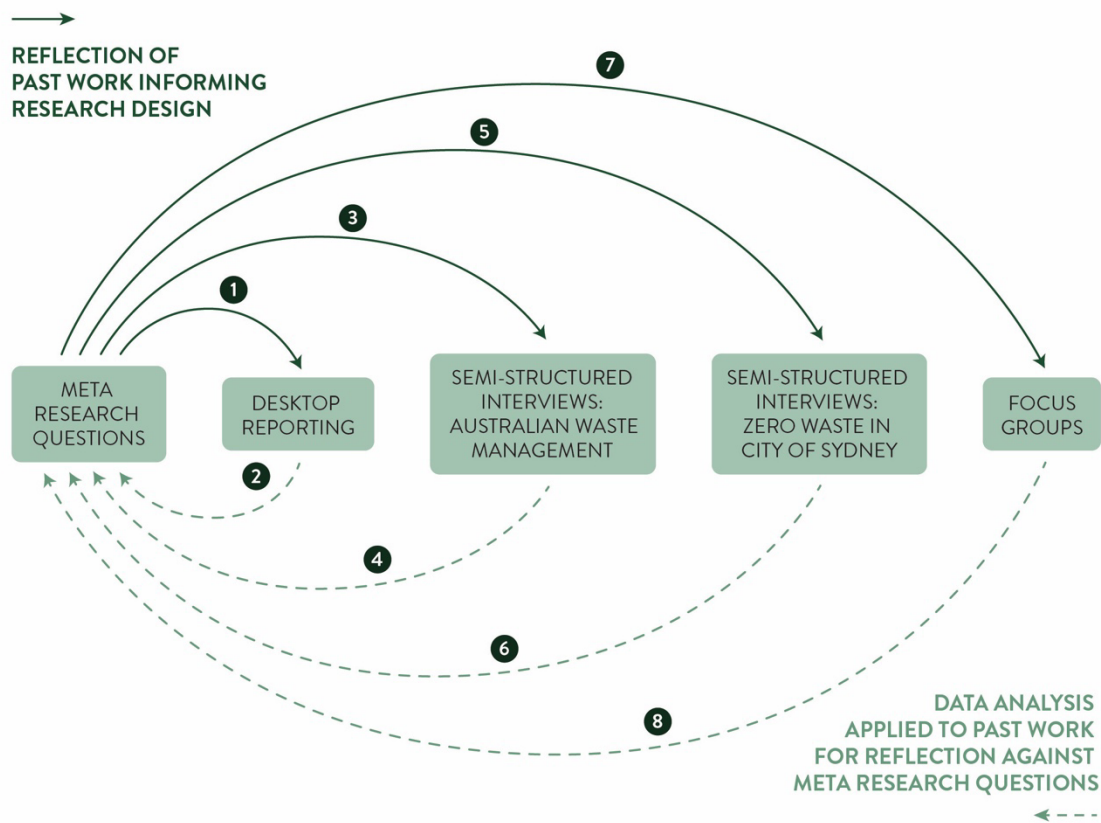 REFLECTION OF
PAST WORK INFORMING
RESEARCH DESIGN
7
5
3
1
META
RESEARCH
QUESTIONS
DESKTOP
REPORTING
SEMI-STRUCTURED
INTERVIEWS:
AUSTRALIAN WASTE
MANAGEMENT
SEMI-STRUCTURED
INTERVIEWS:
ZERO WASTE IN
CITY OF SYDNEY
FOCUS
GROUPS
2
4
6
8
DATA ANALYSIS
APPLIED TO PAST WORK
FOR REFLECTION AGAINST
META RESEARCH QUESTIONS